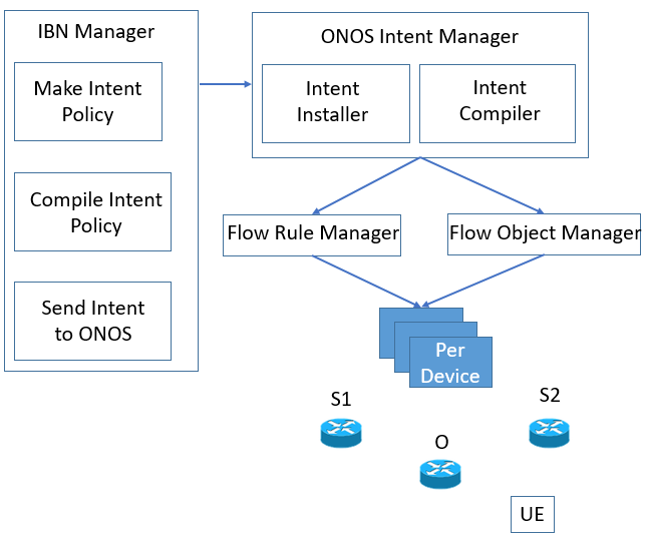 IBN Manager
Make Intent
Policy
Compile Intent
Policy
Send Intent
to ONOS
ONOS Intent Manager
Intent
Installer
Intent
Compiler
Flow Rule Manager
Flow Object Manager
Per
Device
S1
S2
O
UE